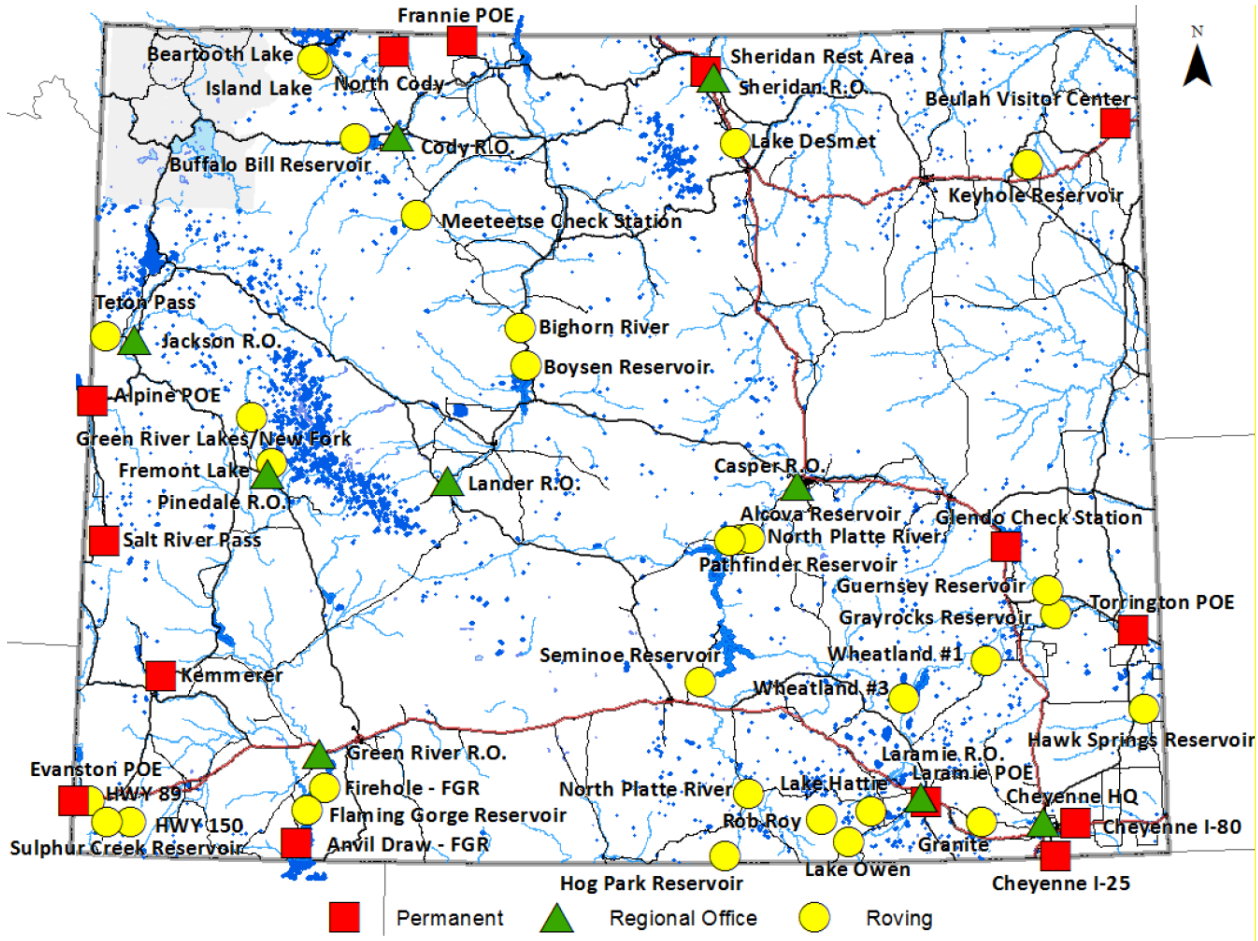 Frannie POE
Beartooth Lake
North Cody
Island Lake
Sheridan Rest Area
Sheridan R.O.
Beulah Visitor Center
N
Buffalo Bill Reservoir
Cody R.O.
Lake DeSmet
Keyhole Reservoir
Meeteetse Check Station
Teton Pass
Jackson R.O.
Bighorn River
Boysen Reservoir
Alpine POE
Green River Lakes/New Fork
Fremont Lake
Pinedale R.O.
Lander R.O.
Casper R.O.
Alcova Reservoir
Glendo Check Station
Salt River Pass
North Platte River
Pathfinder Reservoir
Guernsey Reservoir
Torrington POE
Grayrocks Reservoir
Seminoe Reservoir
Wheatland #1
Kemmerer
Wheatland #3
Hawk Springs Reservoir
Green River R.O.
Laramie R.O.
Evanston POE
Laramie POE
HWY 89
Firehole - FGR
North Platte River
Lake Hattie
Cheyenne HQ
HWY 150
Flaming Gorge Reservoir
Rob Roy
Cheyenne I-80
Sulphur Creek Reservoir
Anvil Draw - FGR
Granite
Lake Owen
Hog Park Reservoir
Cheyenne I-25
Permanent
Regional Office
Roving